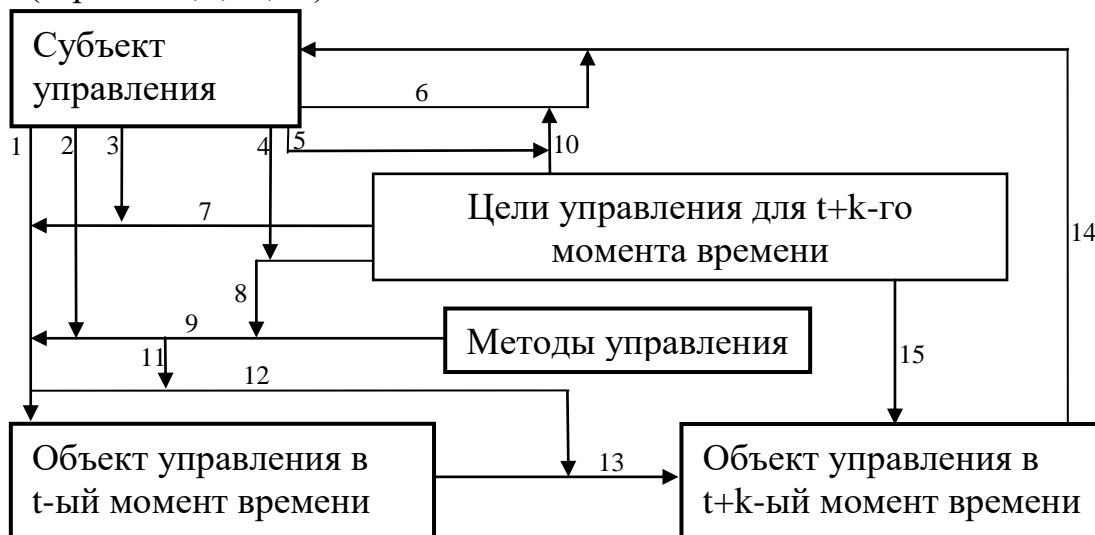 Субъект
управления
6
1
2
3
4
5
10
7
Цели управления для t+k-го
момента времени
14
8
9
Методы управления
11
12
15
Объект управления в
t-ый момент времени
13
Объект управления в
t+k-ый момент времени